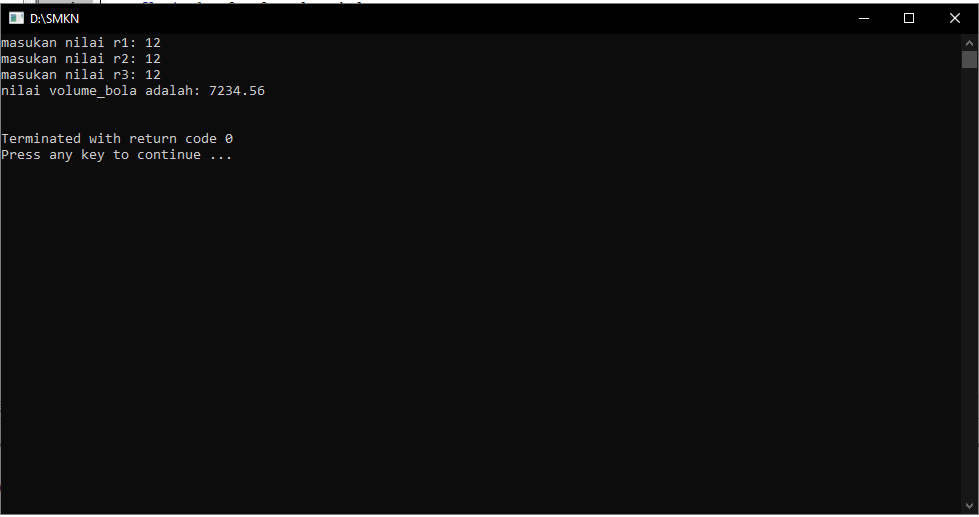 D:\SMKN
masukan nilai r1: 12
masukan nilai r2: 12
masukan nilai r3: 12
nilai volume_bola adalah: 7234.56
Terminated with return code 0
Press any key to continue ...